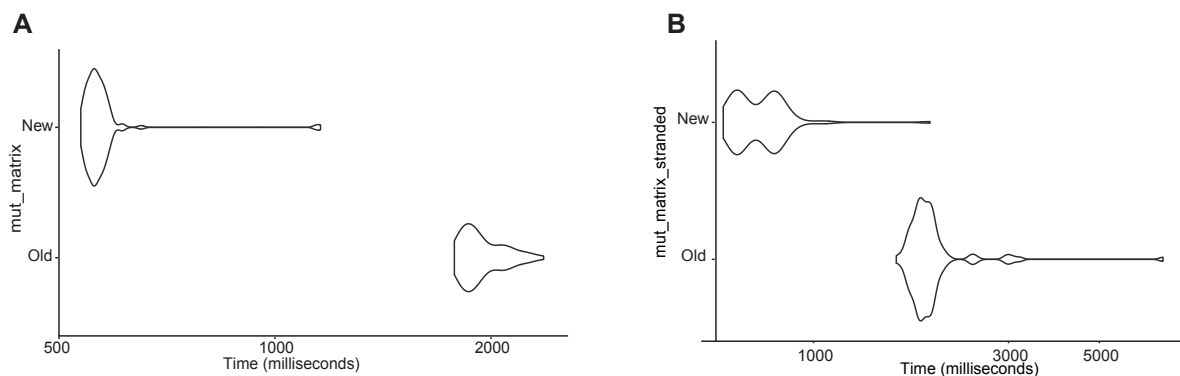 A
mut_matrix
New
Old
500
1000
2000
Time (milliseconds)
B
mut_matrix_stranded
New
Old
1000
3000
5000
Time (milliseconds)